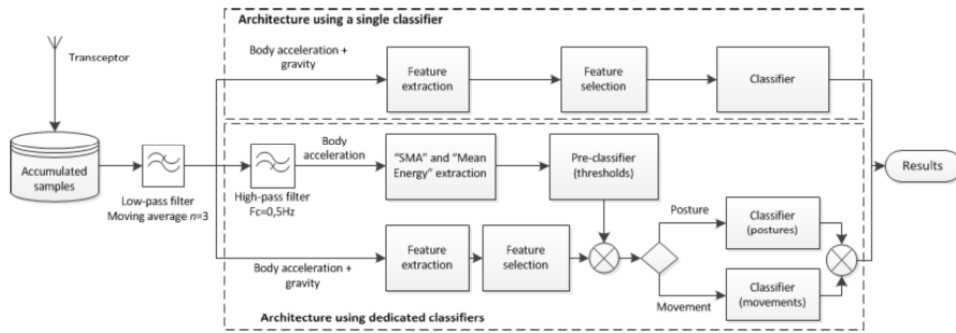 Architecture using a single classifier
Transceptor
Body acceleration +
gravity
Feature
extraction
Feature
selection
Classifier
Accumulated
samples
Low-pass filter
Moving average n=3
High-pass filter
Fc=0,5Hz
Body
acceleration
"SMA" and "Mean
Energy" extraction
Pre-classifier
(thresholds)
Results
Body acceleration +
gravity
Feature
extraction
Feature
selection
Posture
Classifier
(postures)
Movement
Classifier
(movements)
Architecture using dedicated classifiers